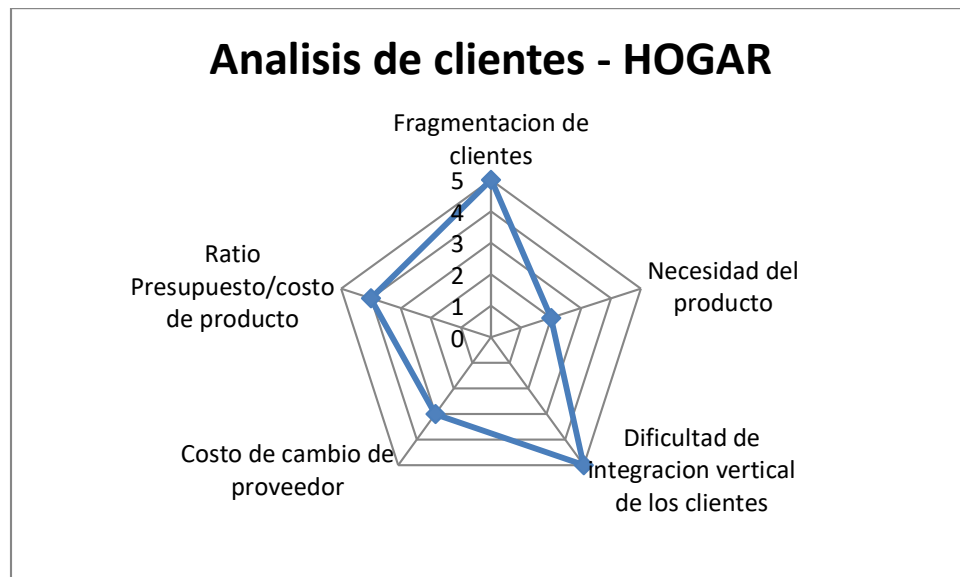 Analisis de clientes - HOGAR
Fragmentacion de
clientes
5
4
3
2
1
0
Necesidad del
producto
Dificultad de
integracion vertical
de los clientes
Costo de cambio de
proveedor
Ratio
Presupuesto/costo
de producto